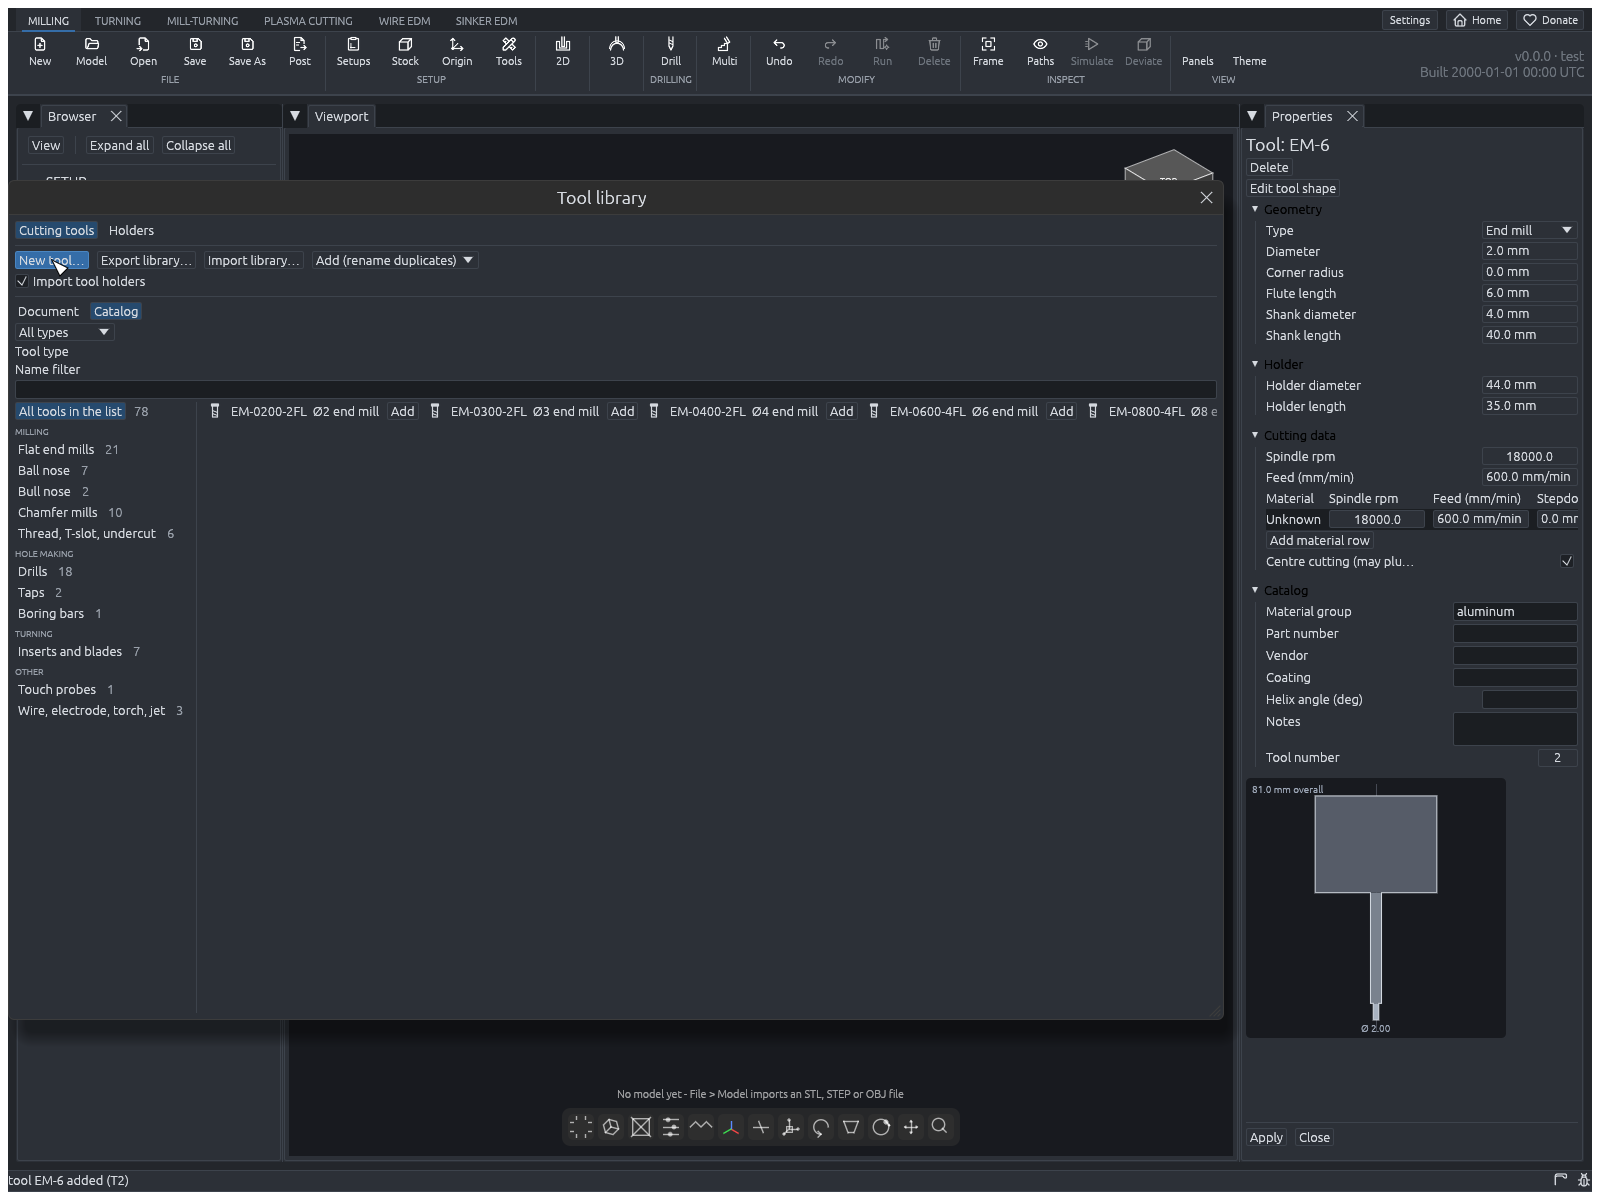 MILLING TURNING MILL-TURNING PLASMA CUTTING WIRE EDM SINKER EDM Settings Home Donate
New Model Open Save Save As Post Setups Stock Origin Tools 2D 3D Drill Multi Undo Redo Run Delete Frame Paths Simulate Deviate Panels Theme
FILE SETUP DRILLING MODIFY INSPECT VIEW
v0.0.0 · test
Built 2000-01-01 00:00 UTC
Browser
View Expand all Collapse all
Viewport
Tool library
Cutting tools Holders
New tool... Export library... Import library... Add (rename duplicates)
Import tool holders
Document Catalog
All types
Tool type
Name filter
All tools in the list 78
MILLING
Flat end mills 21
Ball nose 7
Bull nose 2
Chamfer mills 10
Thread, T-slot, undercut 6
HOLE MAKING
Drills 18
Taps 2
Boring bars 1
TURNING
Inserts and blades 7
OTHER
Touch probes 1
Wire, electrode, torch, jet 3
EM-0200-2FL Ø2 end mill Add EM-0300-2FL Ø3 end mill Add EM-0400-2FL Ø4 end mill Add EM-0600-4FL Ø6 end mill Add EM-0800-4FL Ø8 e
No model yet - File > Model imports an STL, STEP or OBJ file
Properties
Tool: EM-6
Delete
Edit tool shape
Geometry
Type End mill
Diameter 2.0 mm
Corner radius 0.0 mm
Flute length 6.0 mm
Shank diameter 4.0 mm
Shank length 40.0 mm
Holder
Holder diameter 44.0 mm
Holder length 35.0 mm
Cutting data
Spindle rpm 18000.0
Feed (mm/min) 600.0 mm/min
Material Spindle rpm Feed (mm/min) Stepdo
Unknown 18000.0 600.0 mm/min 0.0 mr
Add material row
Centre cutting (may plu...
Catalog
Material group aluminum
Part number
Vendor
Coating
Helix angle (deg)
Notes
Tool number 2
81.0 mm overall
Ø 2.00
Apply Close
tool EM-6 added (T2)